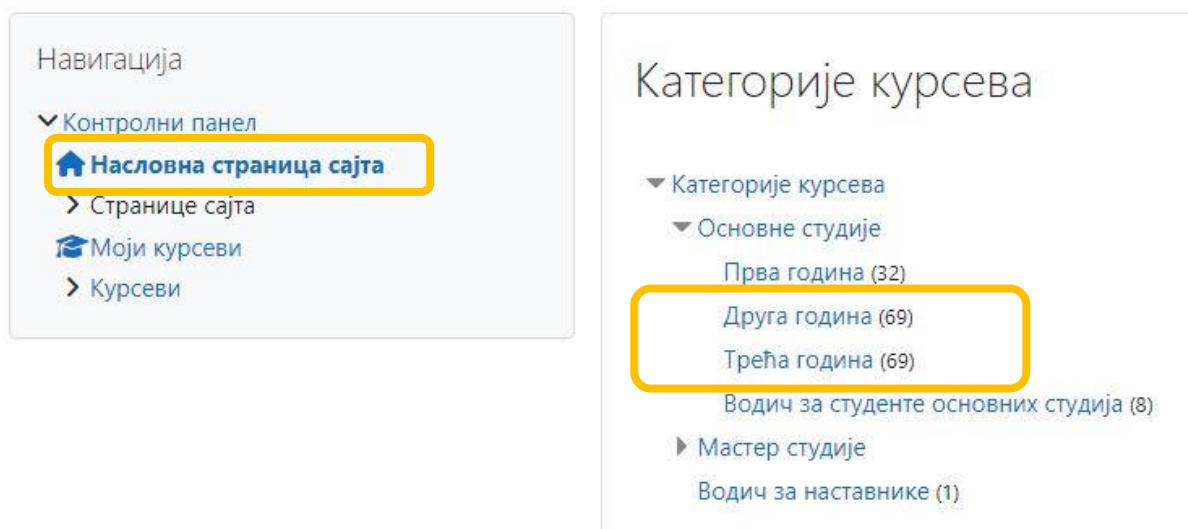 Навигација
Контролни панел
Насловна страница сајта
Странице сајта
Моји курсеви
Курсеви
Категорије курсева
Категорије курсева
Основне студије
Прва година (32)
Друга година (69)
Трећа година (69)
Водич за студенте основних студија (8)
Мастер студије
Водич за наставнике (1)